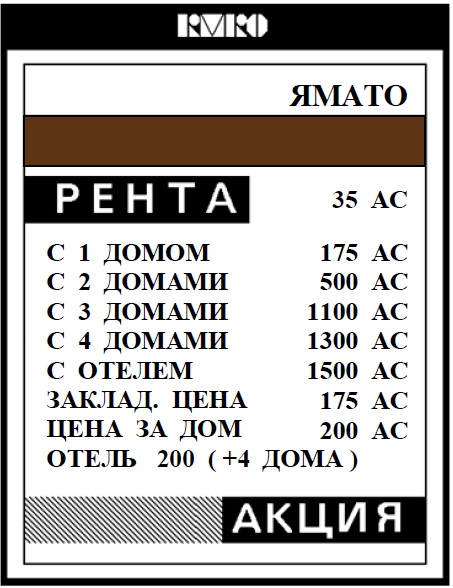 ЯМАТО
РЕНТА 35 АС
С 1 ДОМОМ 175 АС
С 2 ДОМАМИ 500 АС
С 3 ДОМАМИ 1100 АС
С 4 ДОМАМИ 1300 АС
С ОТЕЛЕМ 1500 АС
ЗАКЛАД. ЦЕНА 175 АС
ЦЕНА ЗА ДОМ 200 АС
ОТЕЛЬ 200 ( +4 ДОМА )
АКЦИЯ